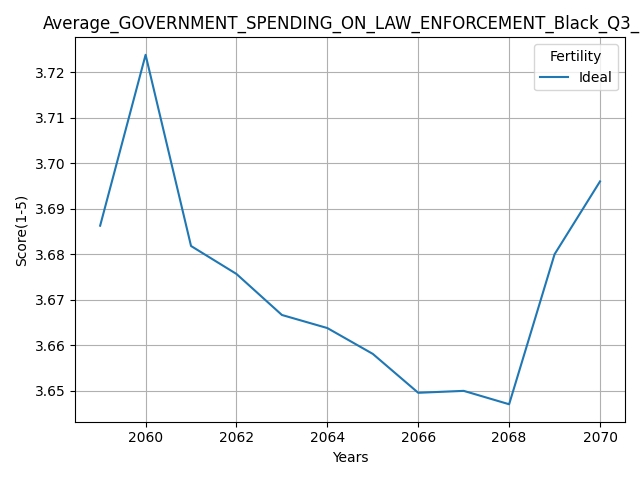 Average_GOVERNMENT_SPENDING_ON_LAW_ENFORCEMENT_Black_Q3_
Fertility
Ideal
Score(1-5)
3.72
3.71
3.70
3.69
3.68
3.67
3.66
3.65
2060 2062 2064 2066 2068 2070
Years